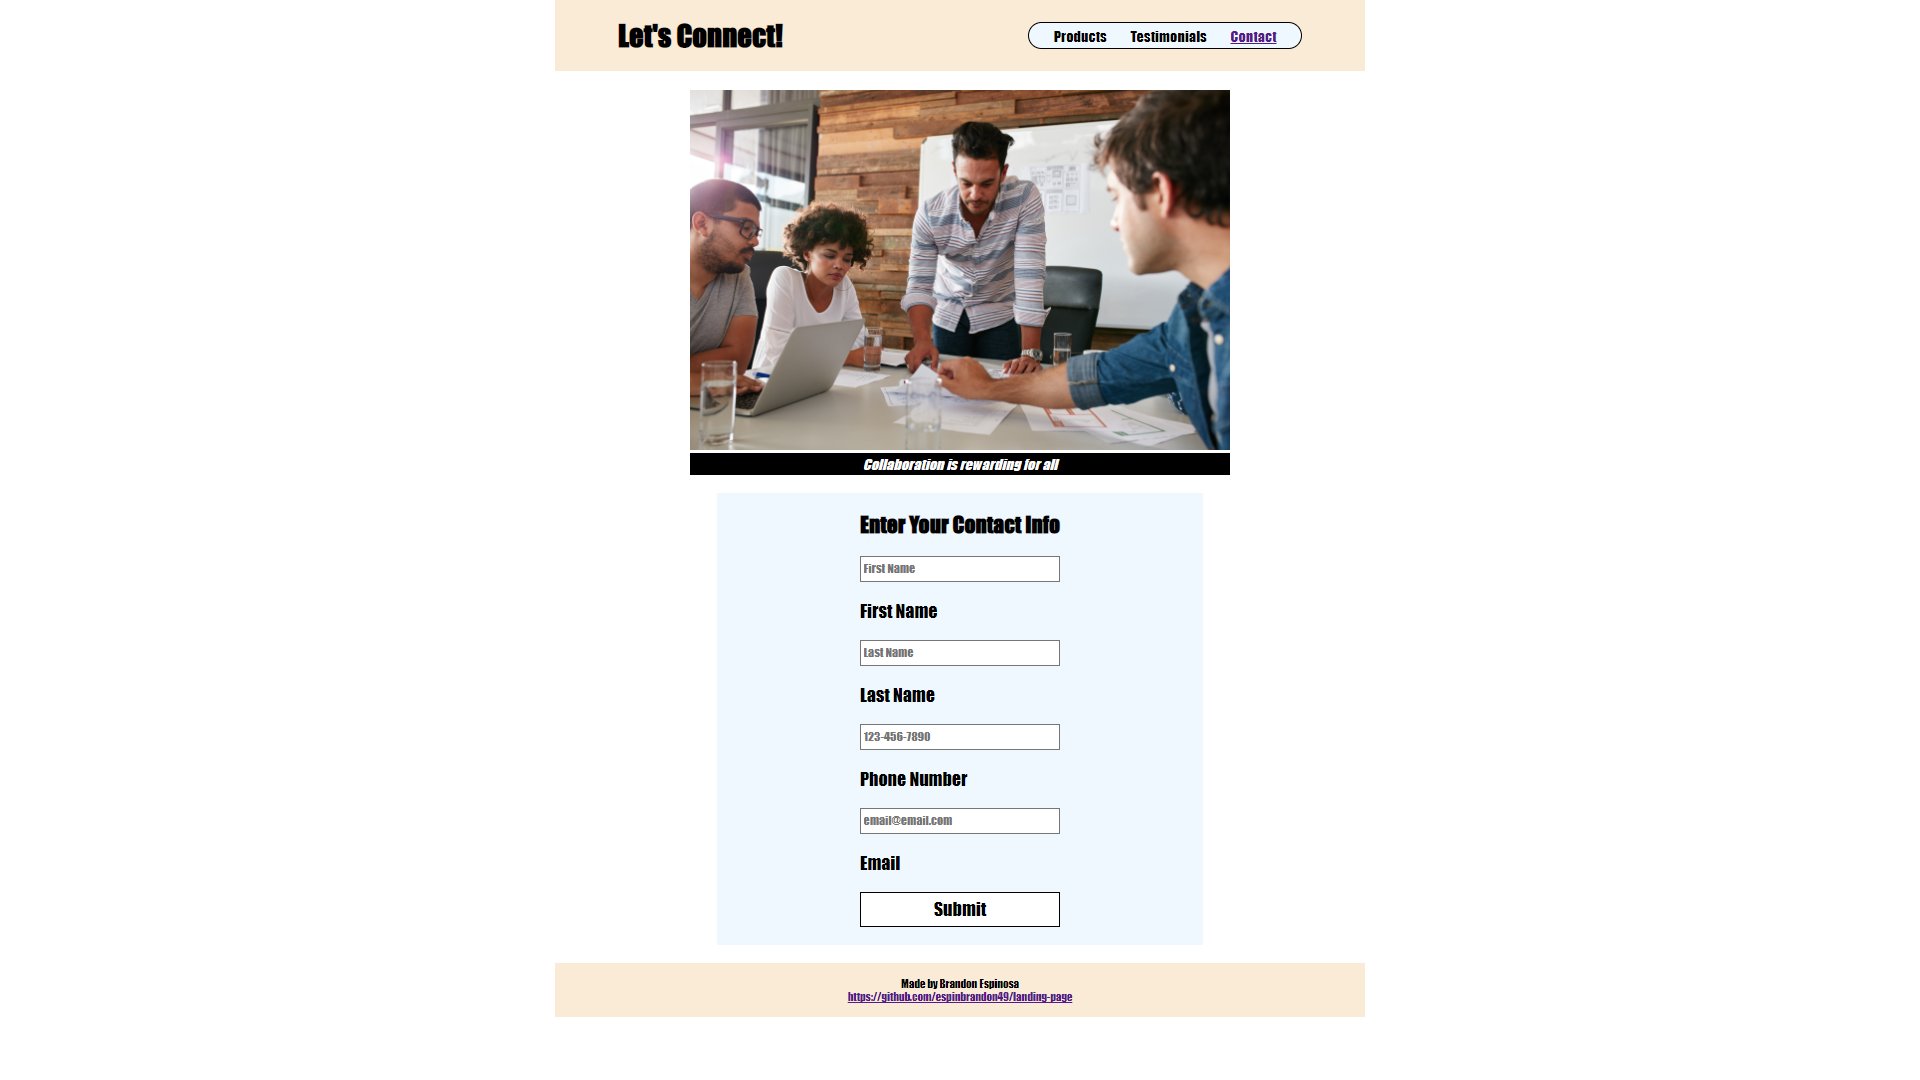 Let's Connect!
Products Testimonials Contact
Collaboration is rewarding for all
Enter Your Contact Info
First Name
First Name
Last Name
Last Name
123-456-7890
Phone Number
email@email.com
Email
Submit
Made by Brandon Espinosa
https://github.com/espinbrandon49/landing-page